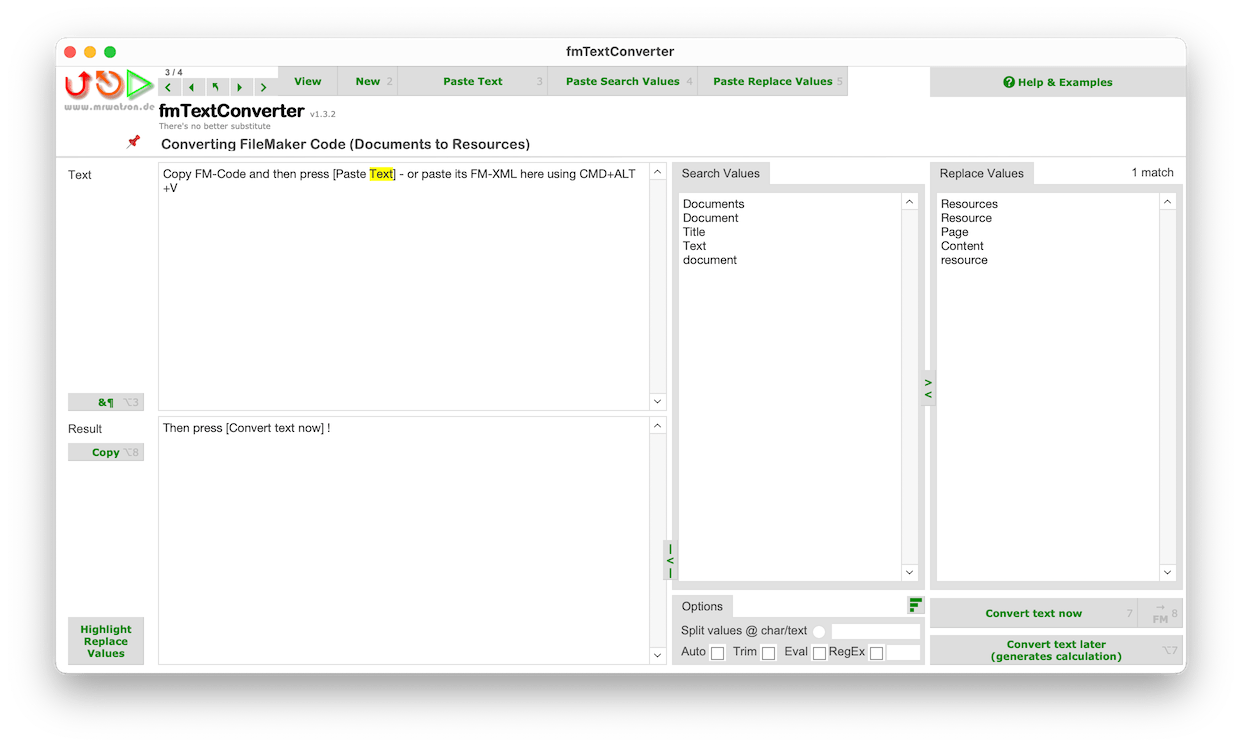 fmTextConverter
3 / 4
View
New 2
Paste Text 3
Paste Search Values 4
Paste Replace Values 5
? Help & Examples
www.mrwatson.de
fmTextConverter v1.3.2
There's no better substitute
Converting FileMaker Code (Documents to Resources)
Text
Copy FM-Code and then press [Paste Text] - or paste its FM-XML here using CMD+ALT
+V
&¶ ⌥3
Result
Copy ⌥8
Then press [Convert text now] !
Highlight
Replace
Values
Search Values
Documents
Document
Title
Text
document
Replace Values
1 match
Resources
Resource
Page
Content
resource
> 
<
|
<
|
Options
Split values @ char/text
Auto
Trim
Eval
RegEx
Convert text now 7
→
FM 8
Convert text later
(generates calculation) ⌥7